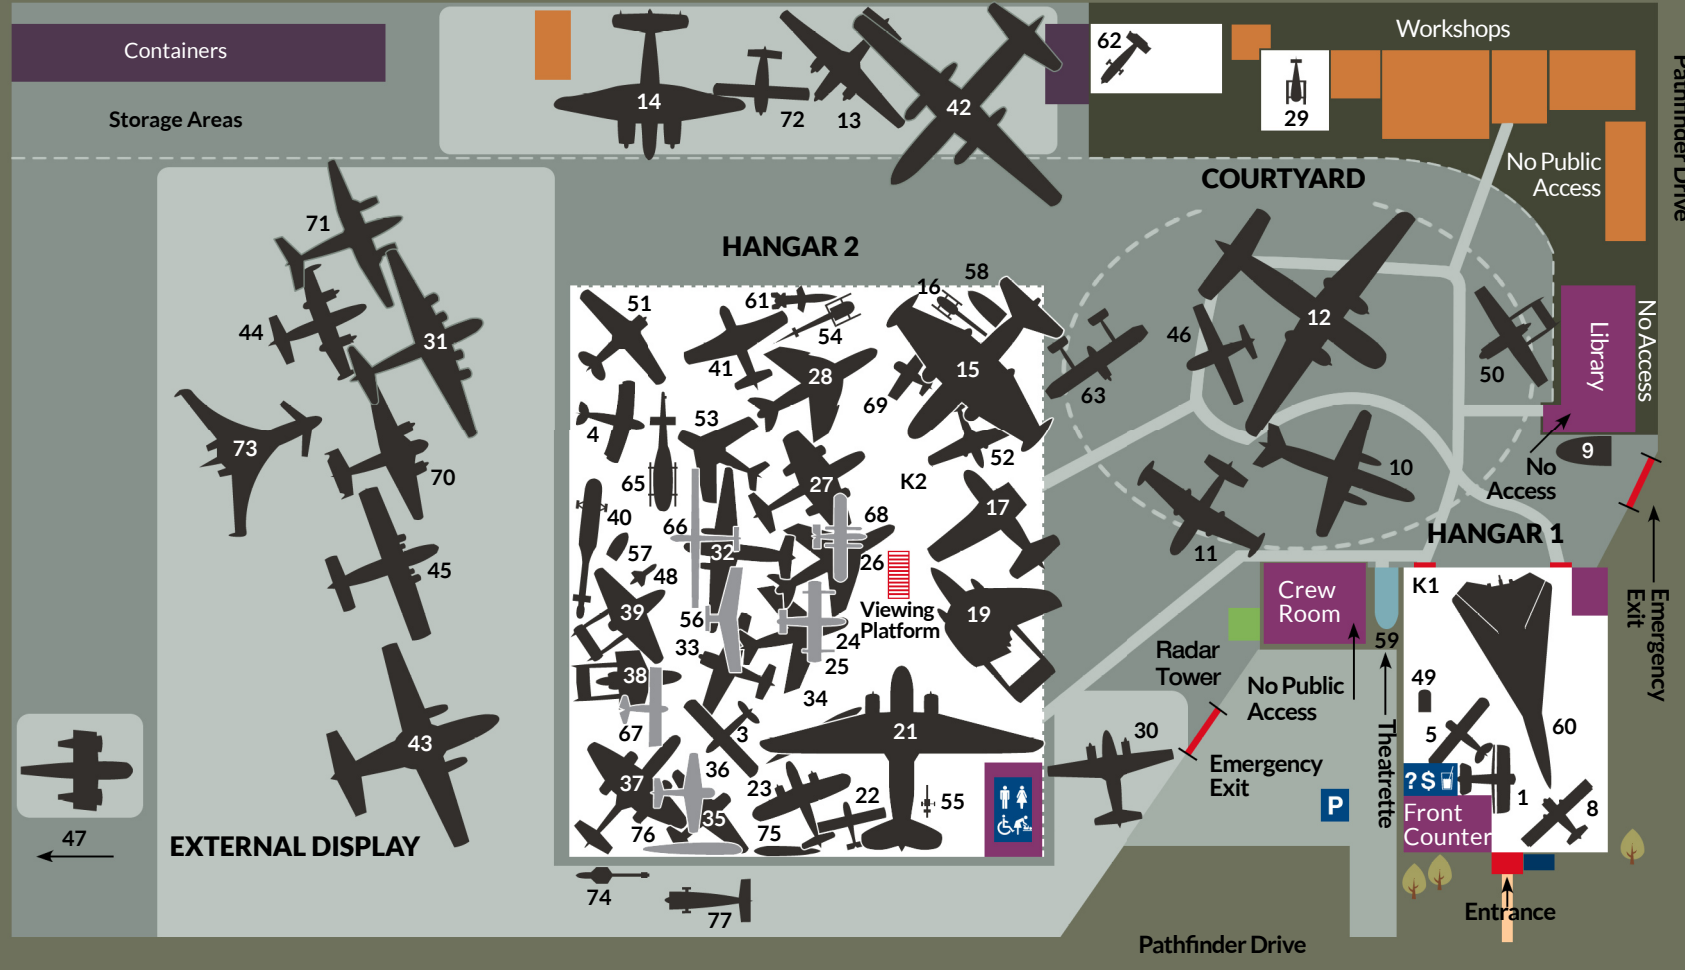 Containers
Storage Areas
14
72
13
42
62
29
Workshops
No Public
Access
Pathfinder Drive
COURTYARD
HANGAR 2
71
44
31
73
70
45
43
47
EXTERNAL DISPLAY
51
61
54
41
28
16
58
15
69
4
53
65
52
K2
27
17
40
66
68
57
32
26
48
Viewing
Platform
39
56
19
24
33
25
38
34
67
3
21
36
37
23
22
55
35
76
75
74
77
46
12
63
50
10
11
Library
No Access
9
No
Access
HANGAR 1
Emergency
Exit
Crew
Room
59
K1
Radar
Tower
No Public
Access
Theatrette
49
5
60
30
Emergency
Exit
P
?$
1
8
Front
Counter
Entrance
Pathfinder Drive